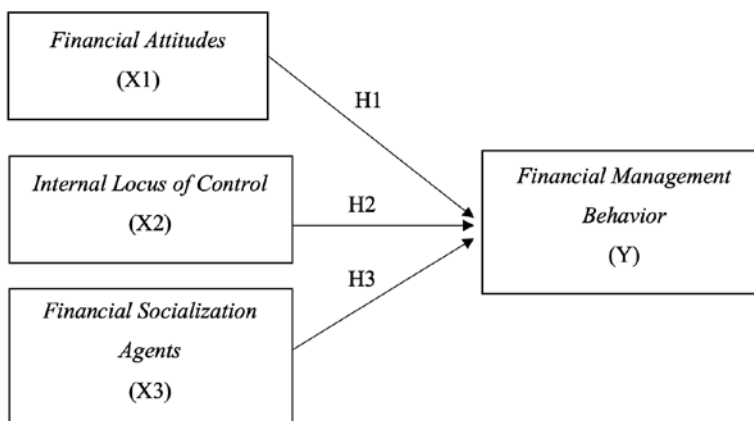 Financial Attitudes
(X1)
H1
Internal Locus of Control
(X2)
H2
Financial Management
Behavior
(Y)
H3
Financial Socialization
Agents
(X3)